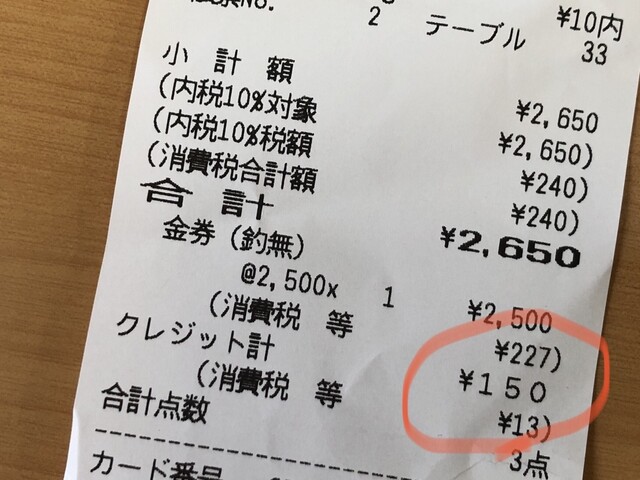 No.
2 テーブル 33
¥10内
小 計 額 ¥2,650
(内税10%対象 ¥2,650)
(内税10%税額 ¥240)
(消費税合計額 ¥240)
合 計 ¥2,650
金券(釣無)
@2,500x 1 ¥2,500
(消費税 等 ¥227)
クレジット計 ¥150
(消費税 等 ¥13)
合計点数 3点
カード番号